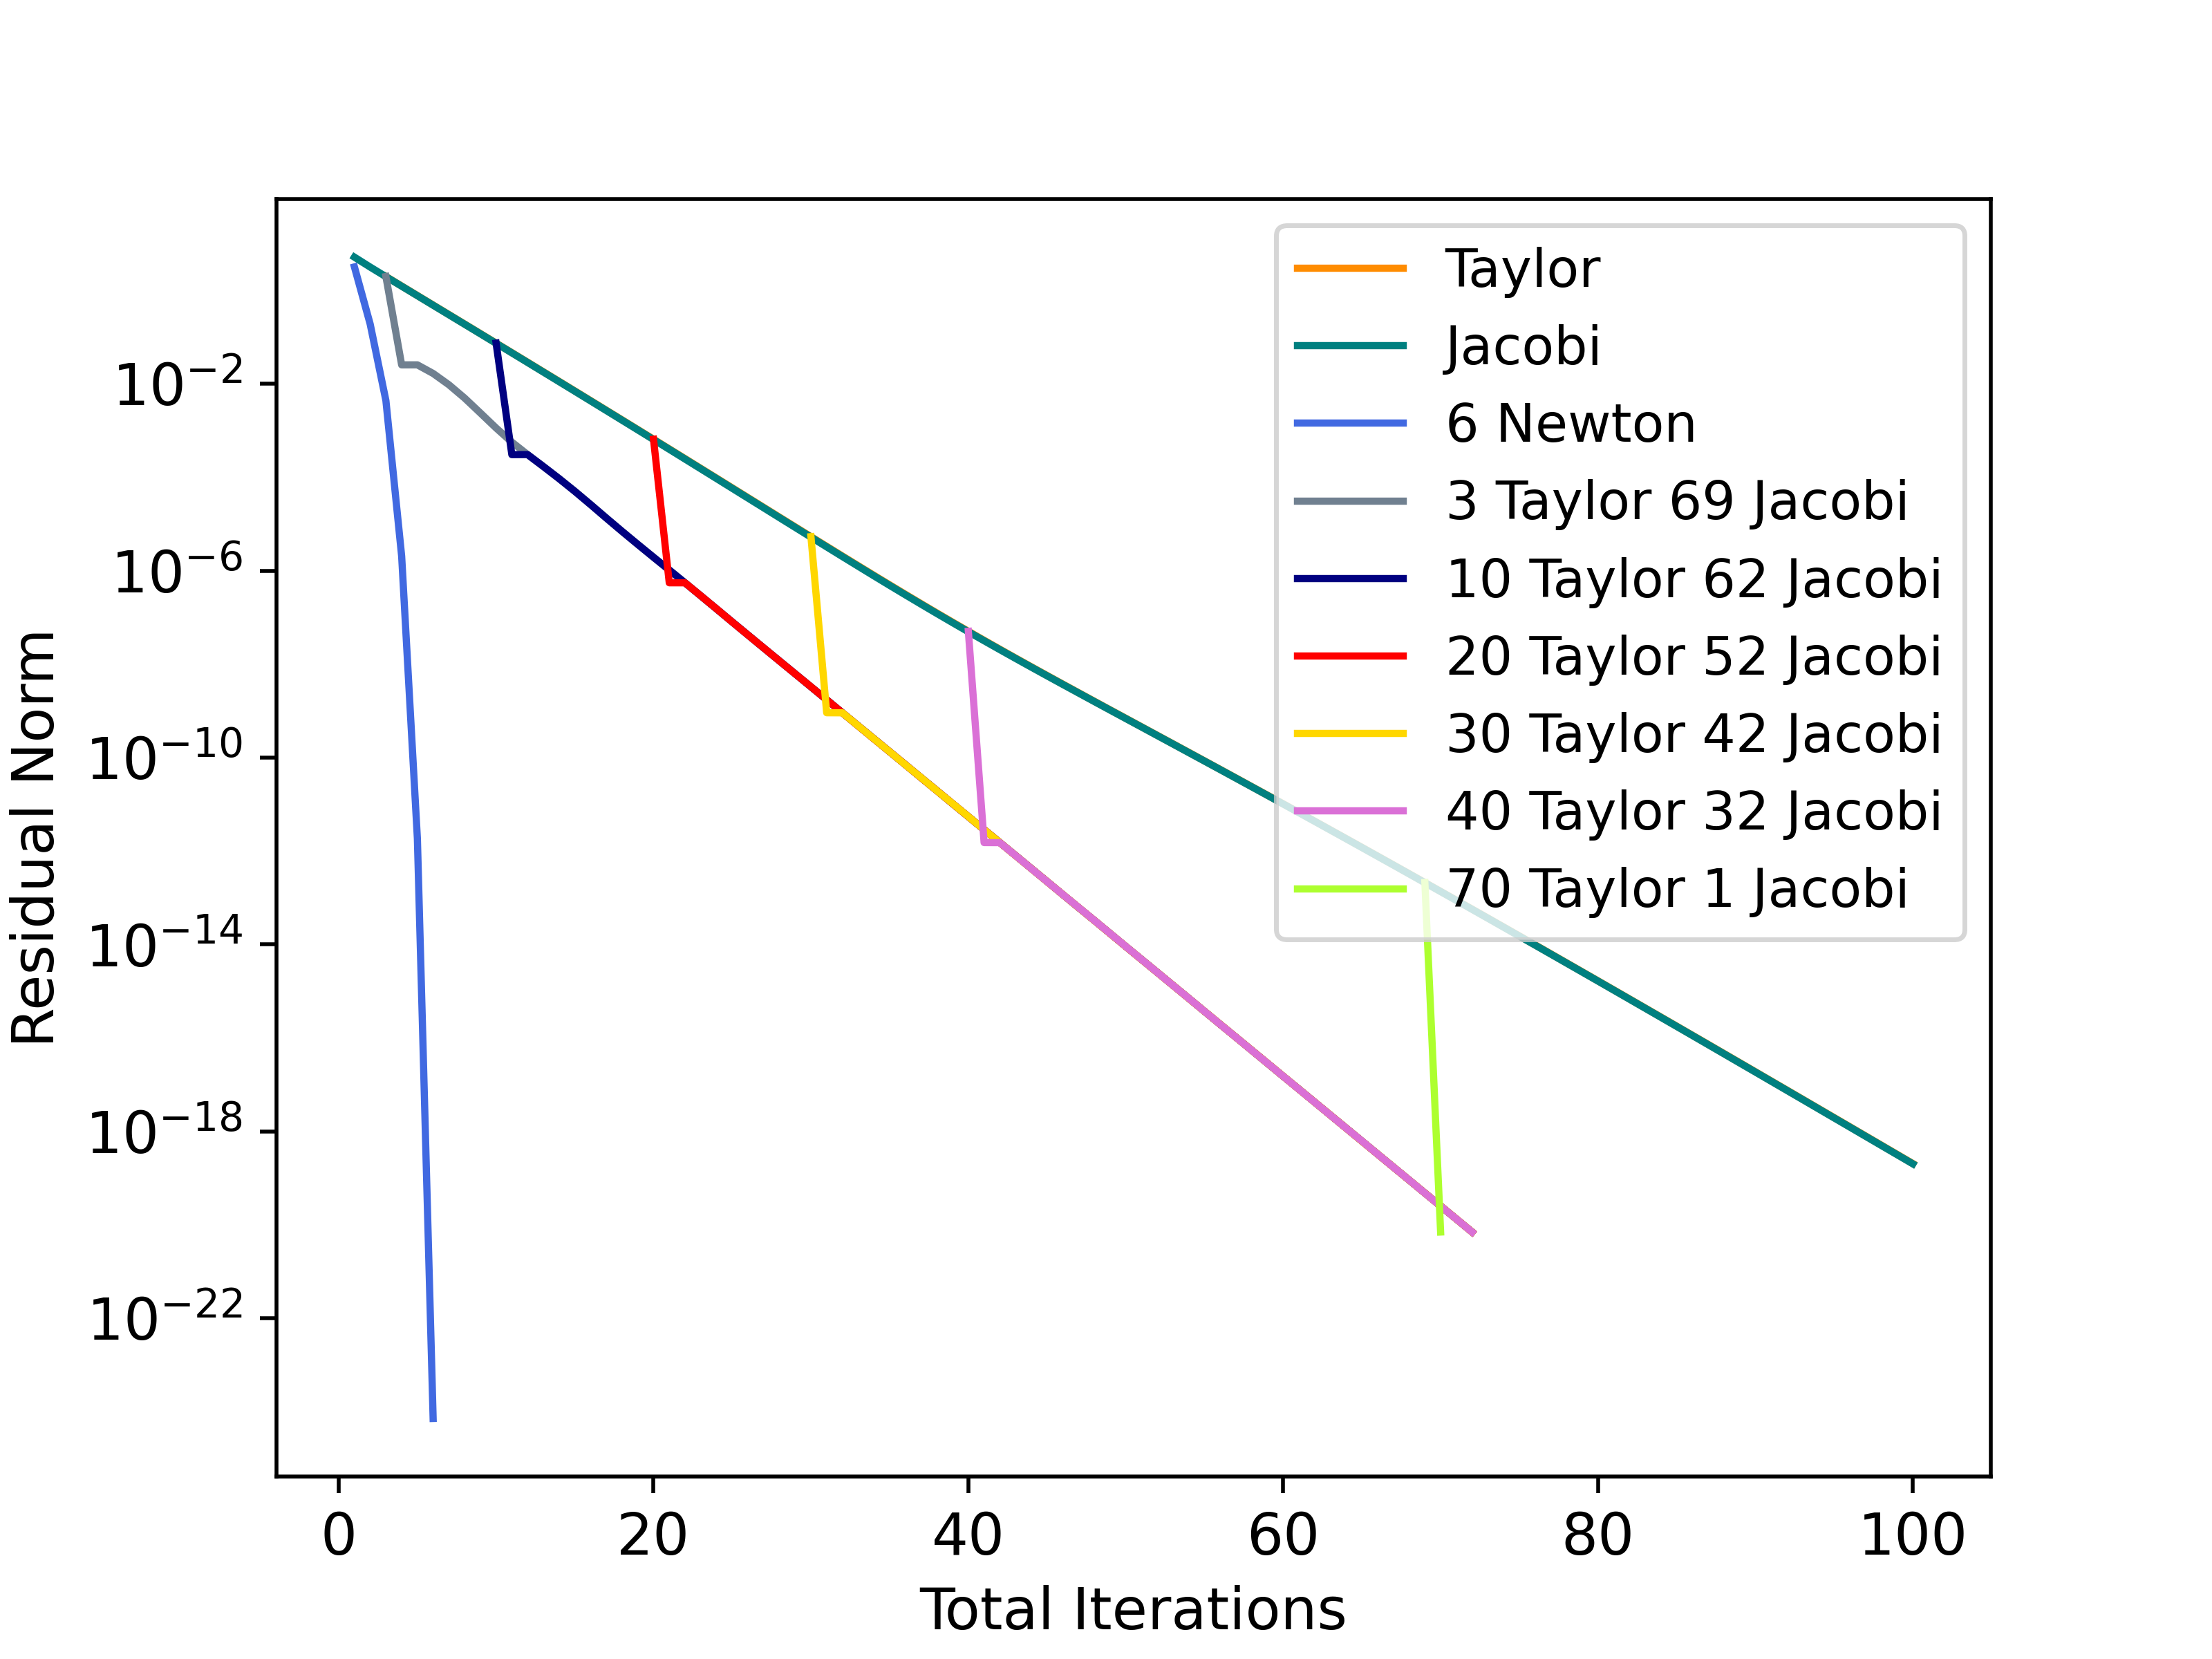 Taylor
Jacobi
6 Newton
3 Taylor 69 Jacobi
10 Taylor 62 Jacobi
20 Taylor 52 Jacobi
30 Taylor 42 Jacobi
40 Taylor 32 Jacobi
70 Taylor 1 Jacobi
10⁻²
10⁻⁶
10⁻¹⁰
10⁻¹⁴
10⁻¹⁸
10⁻²²
Residual Norm
0 20 40 60 80 100
Total Iterations